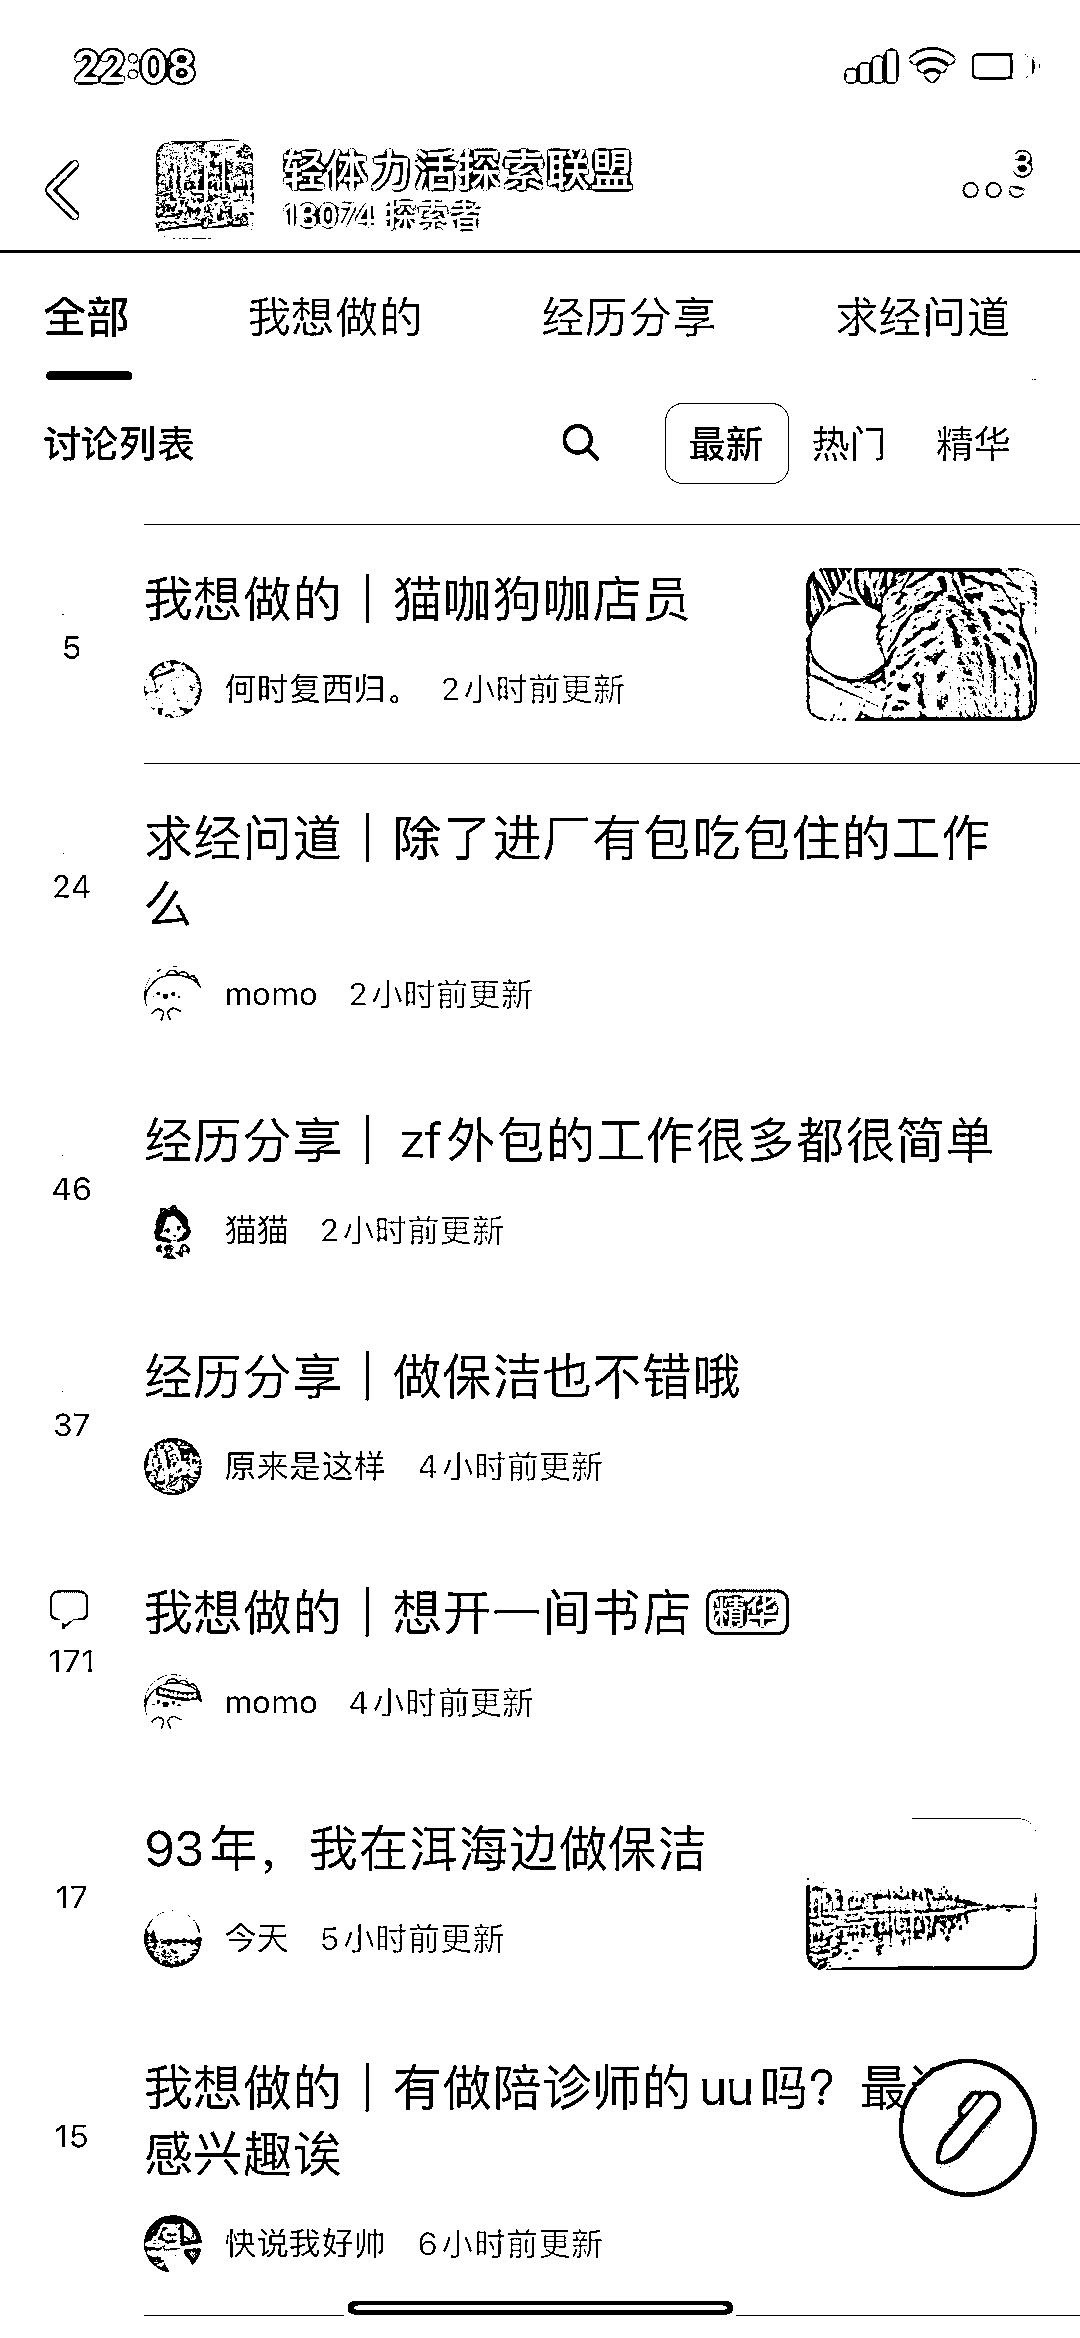 22:08
轻体力活探索联盟
18074 探索者
3
全部 我想做的 经历分享 求经问道
讨论列表 最新 热门 精华
我想做的｜猫咖狗咖店员
5
何时复西归。 2小时前更新
求经问道｜除了进厂有包吃包住的工作
么
24
momo 2小时前更新
经历分享｜ zf外包的工作很多都很简单
46
猫猫 2小时前更新
经历分享｜做保洁也不错哦
37
原来是这样 4小时前更新
我想做的｜想开一间书店 精华
171
momo 4小时前更新
93年，我在洱海边做保洁
17
今天 5小时前更新
我想做的｜有做陪诊师的uu吗？最
感兴趣诶
15
快说我好帅 6小时前更新